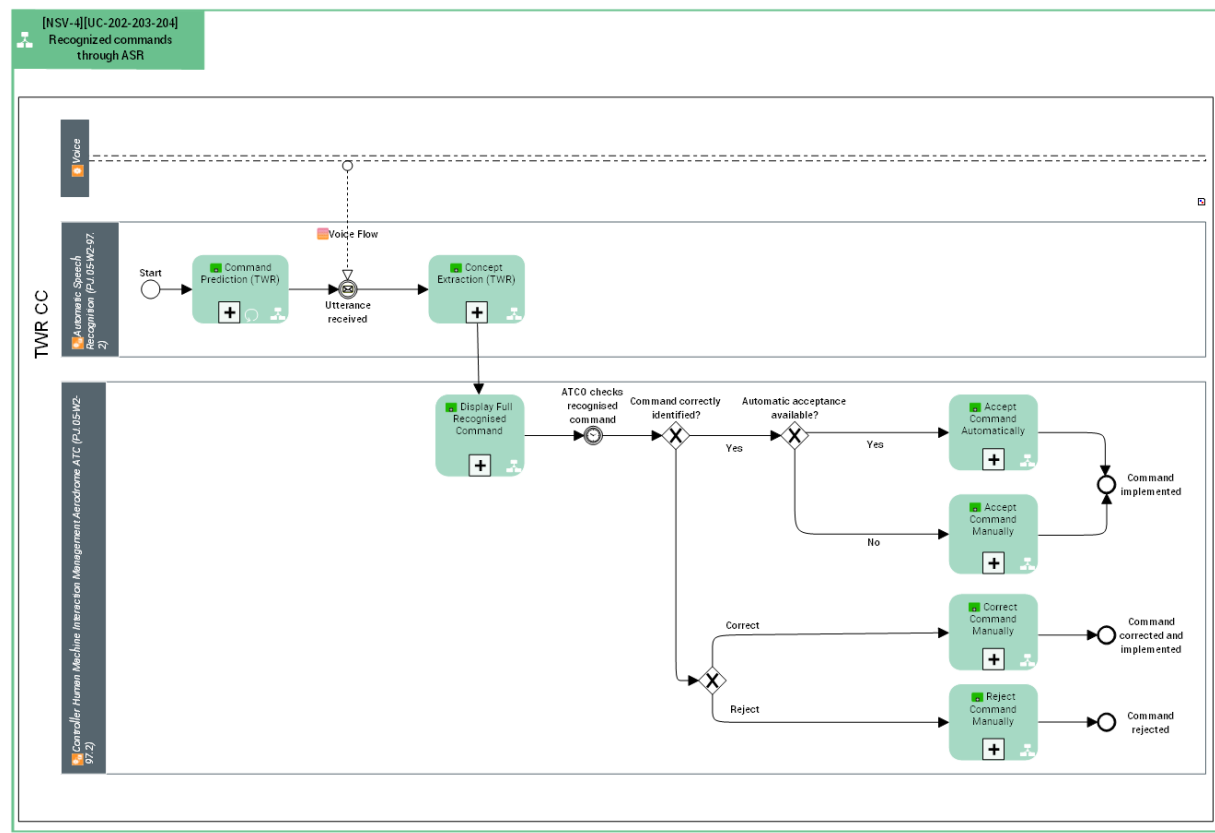 [NSV-4][UC-202-203-204]
Recognized commands
through ASR
TWR CC
Voice
Voice Flow
Automatic Speech
Recognition (PJ.05-W2-97.
2)
Start
Command
Prediction (TWR)
Utterance
received
Concept
Extraction (TWR)
Controller Human Machine Interaction Management Aerodrome ATC (PJ.05-W2-
97.2)
Display Full
Recognised
Command
ATCO checks
recognised
command
Command correctly
identified?
Yes
Automatic acceptance
available?
Yes
No
Accept
Command
Automatically
Accept
Command
Manually
Command
implemented
Correct
Correct
Command
Manually
Command
corrected and
implemented
Reject
Reject
Command
Manually
Command
rejected